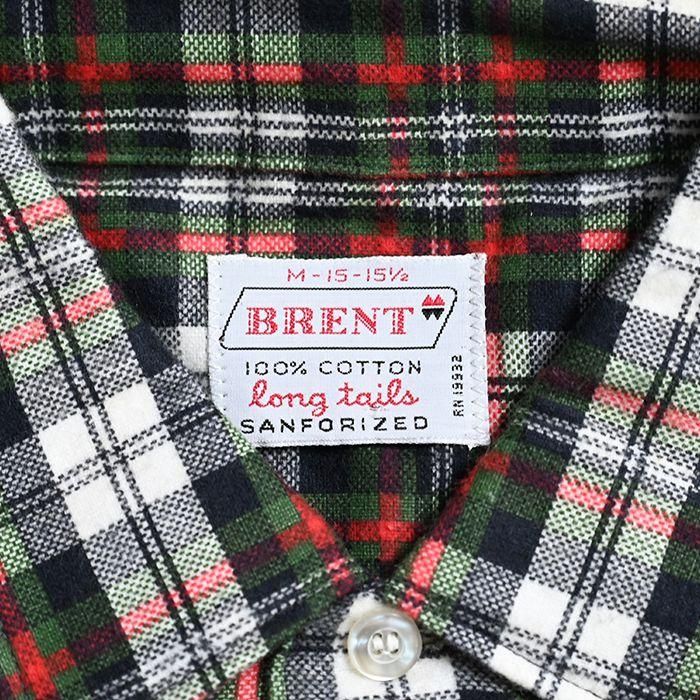 M-15-15½
BRENT
100% COTTON
long tails
SANFORIZED
RN 19932